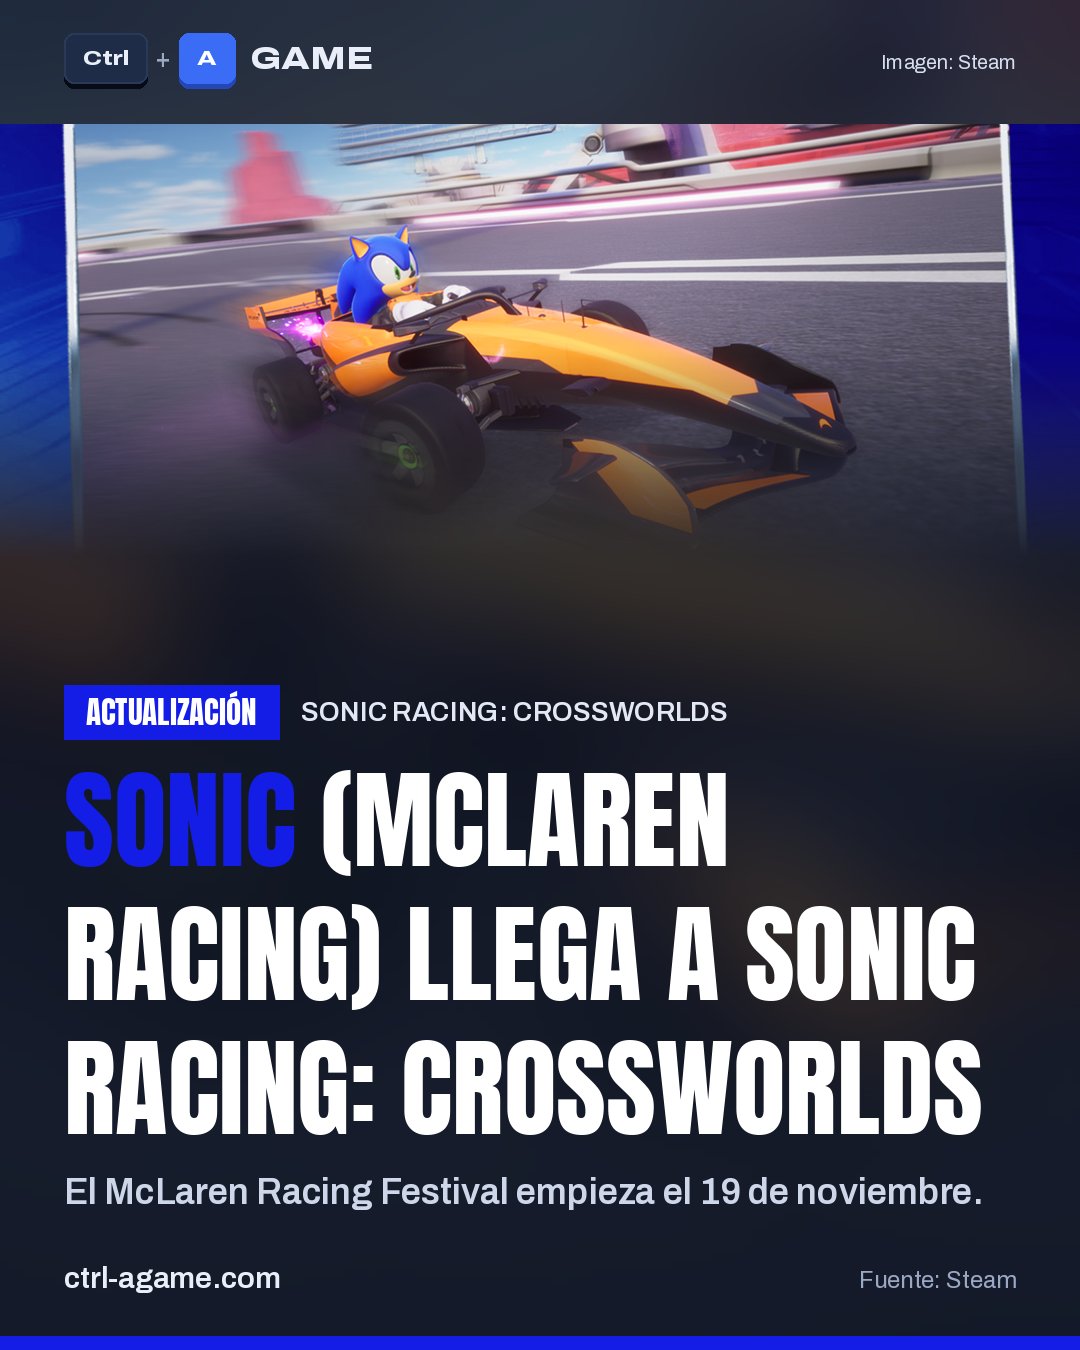 Ctrl + A GAME
Imagen: Steam
ACTUALIZACIÓN SONIC RACING: CROSSWORLDS
SONIC (MCLAREN
RACING) LLEGA A SONIC
RACING: CROSSWORLDS
El McLaren Racing Festival empieza el 19 de noviembre.
ctrl-agame.com
Fuente: Steam